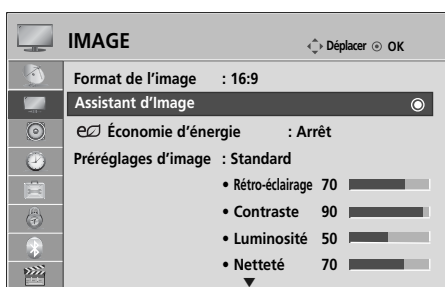 IMAGE
Déplacer OK
Format de l'image : 16:9
Assistant d'Image
eco Économie d'énergie : Arrêt
Préréglages d'image : Standard
• Rétro-éclairage 70
• Contraste 90
• Luminosité 50
• Netteté 70